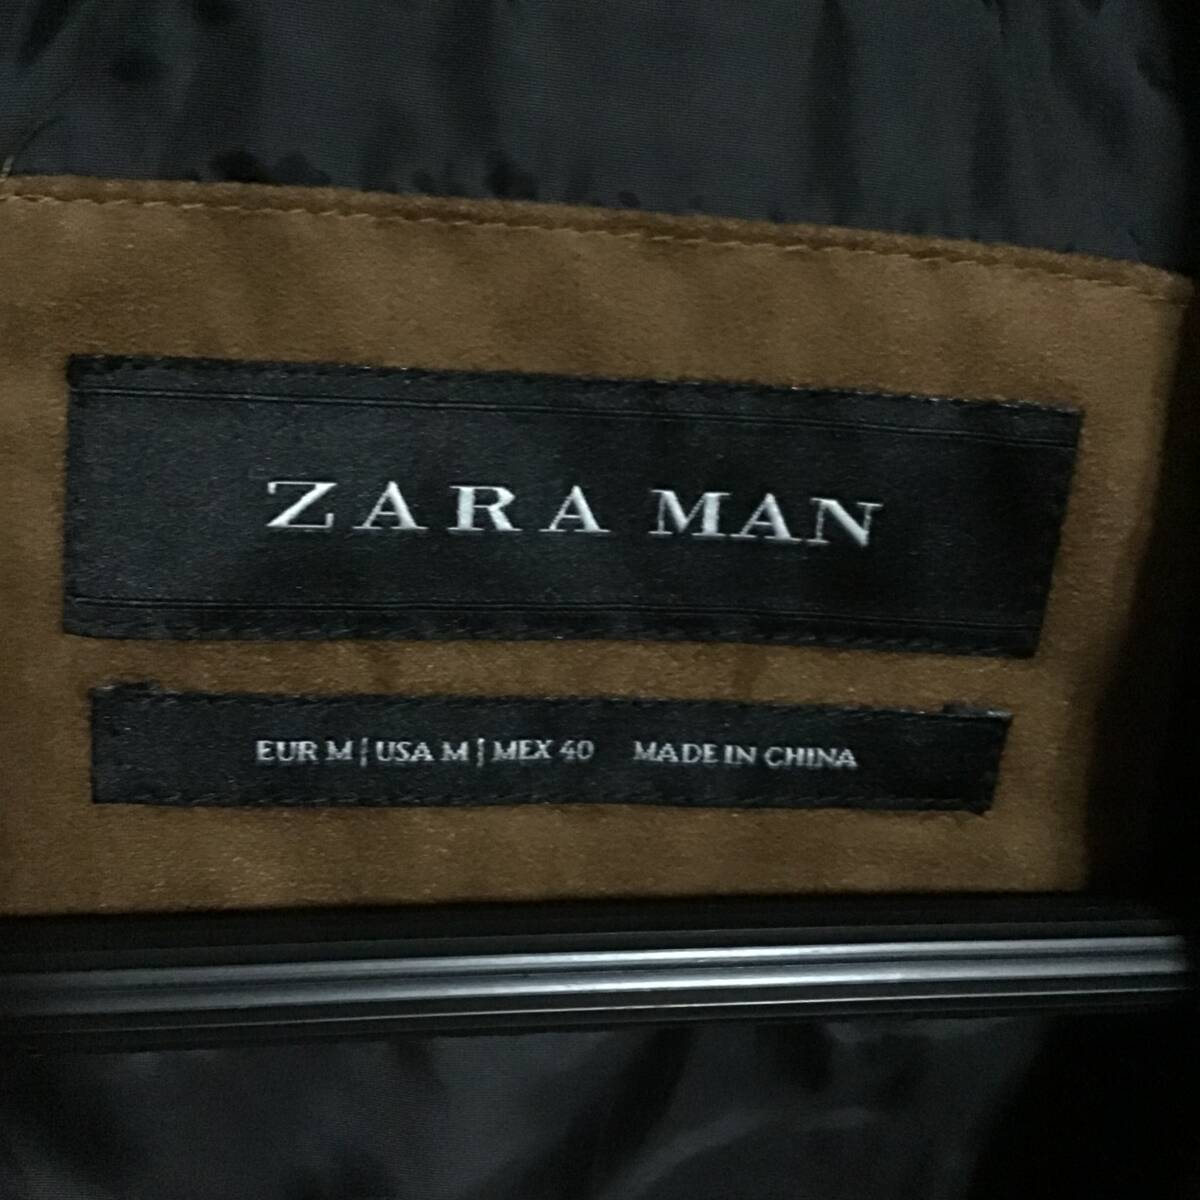 ZARA MAN
EUR M | USA M | MEX 40 MADE IN CHINA